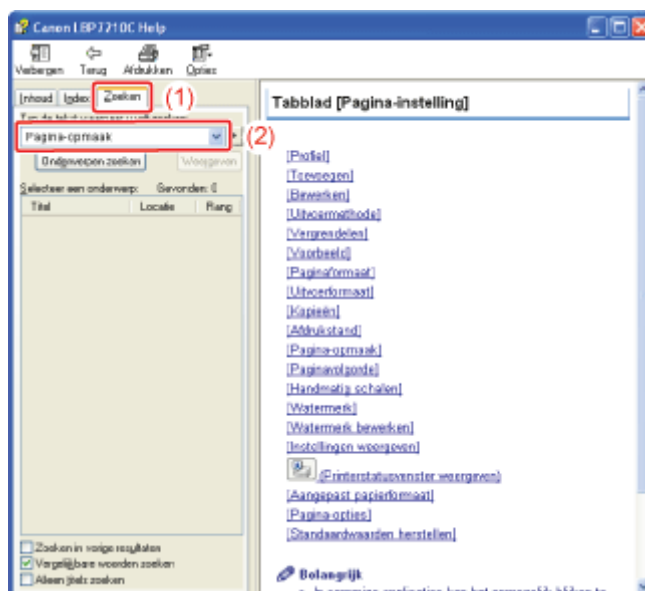 Canon LBP7210C Help
Verbergen Terug Afdrukken Opties
Inhoud Index Zoeken (1)
Pagina-opmaak (2)
Onderwerpen zoeken Weergeven
Selecteer een onderwerp: Gevonden: 0
Titel Locatie Rang
Zoeken in vorige resultaten
Vergelijkbare woorden zoeken
Alleen titels zoeken
Tabblad [Pagina-instelling]
[Profiel]
[Toevoegen]
[Bewerken]
[Uitvoermethode]
[Vergrendelen]
[Voorbeeld]
[Paginaformaat]
[Uitvoerformaat]
[Kopieën]
[Afdrukstand]
[Pagina-opmaak]
[Paginavolgorde]
[Handmatig schalen]
[Watermerk]
[Watermerk bewerken]
[Instellingen weergeven]
(Printerstatusvenster weergeven)
[Aangepast papierformaat]
[Pagina-opties]
[Standaardwaarden herstellen]
Belangrijk